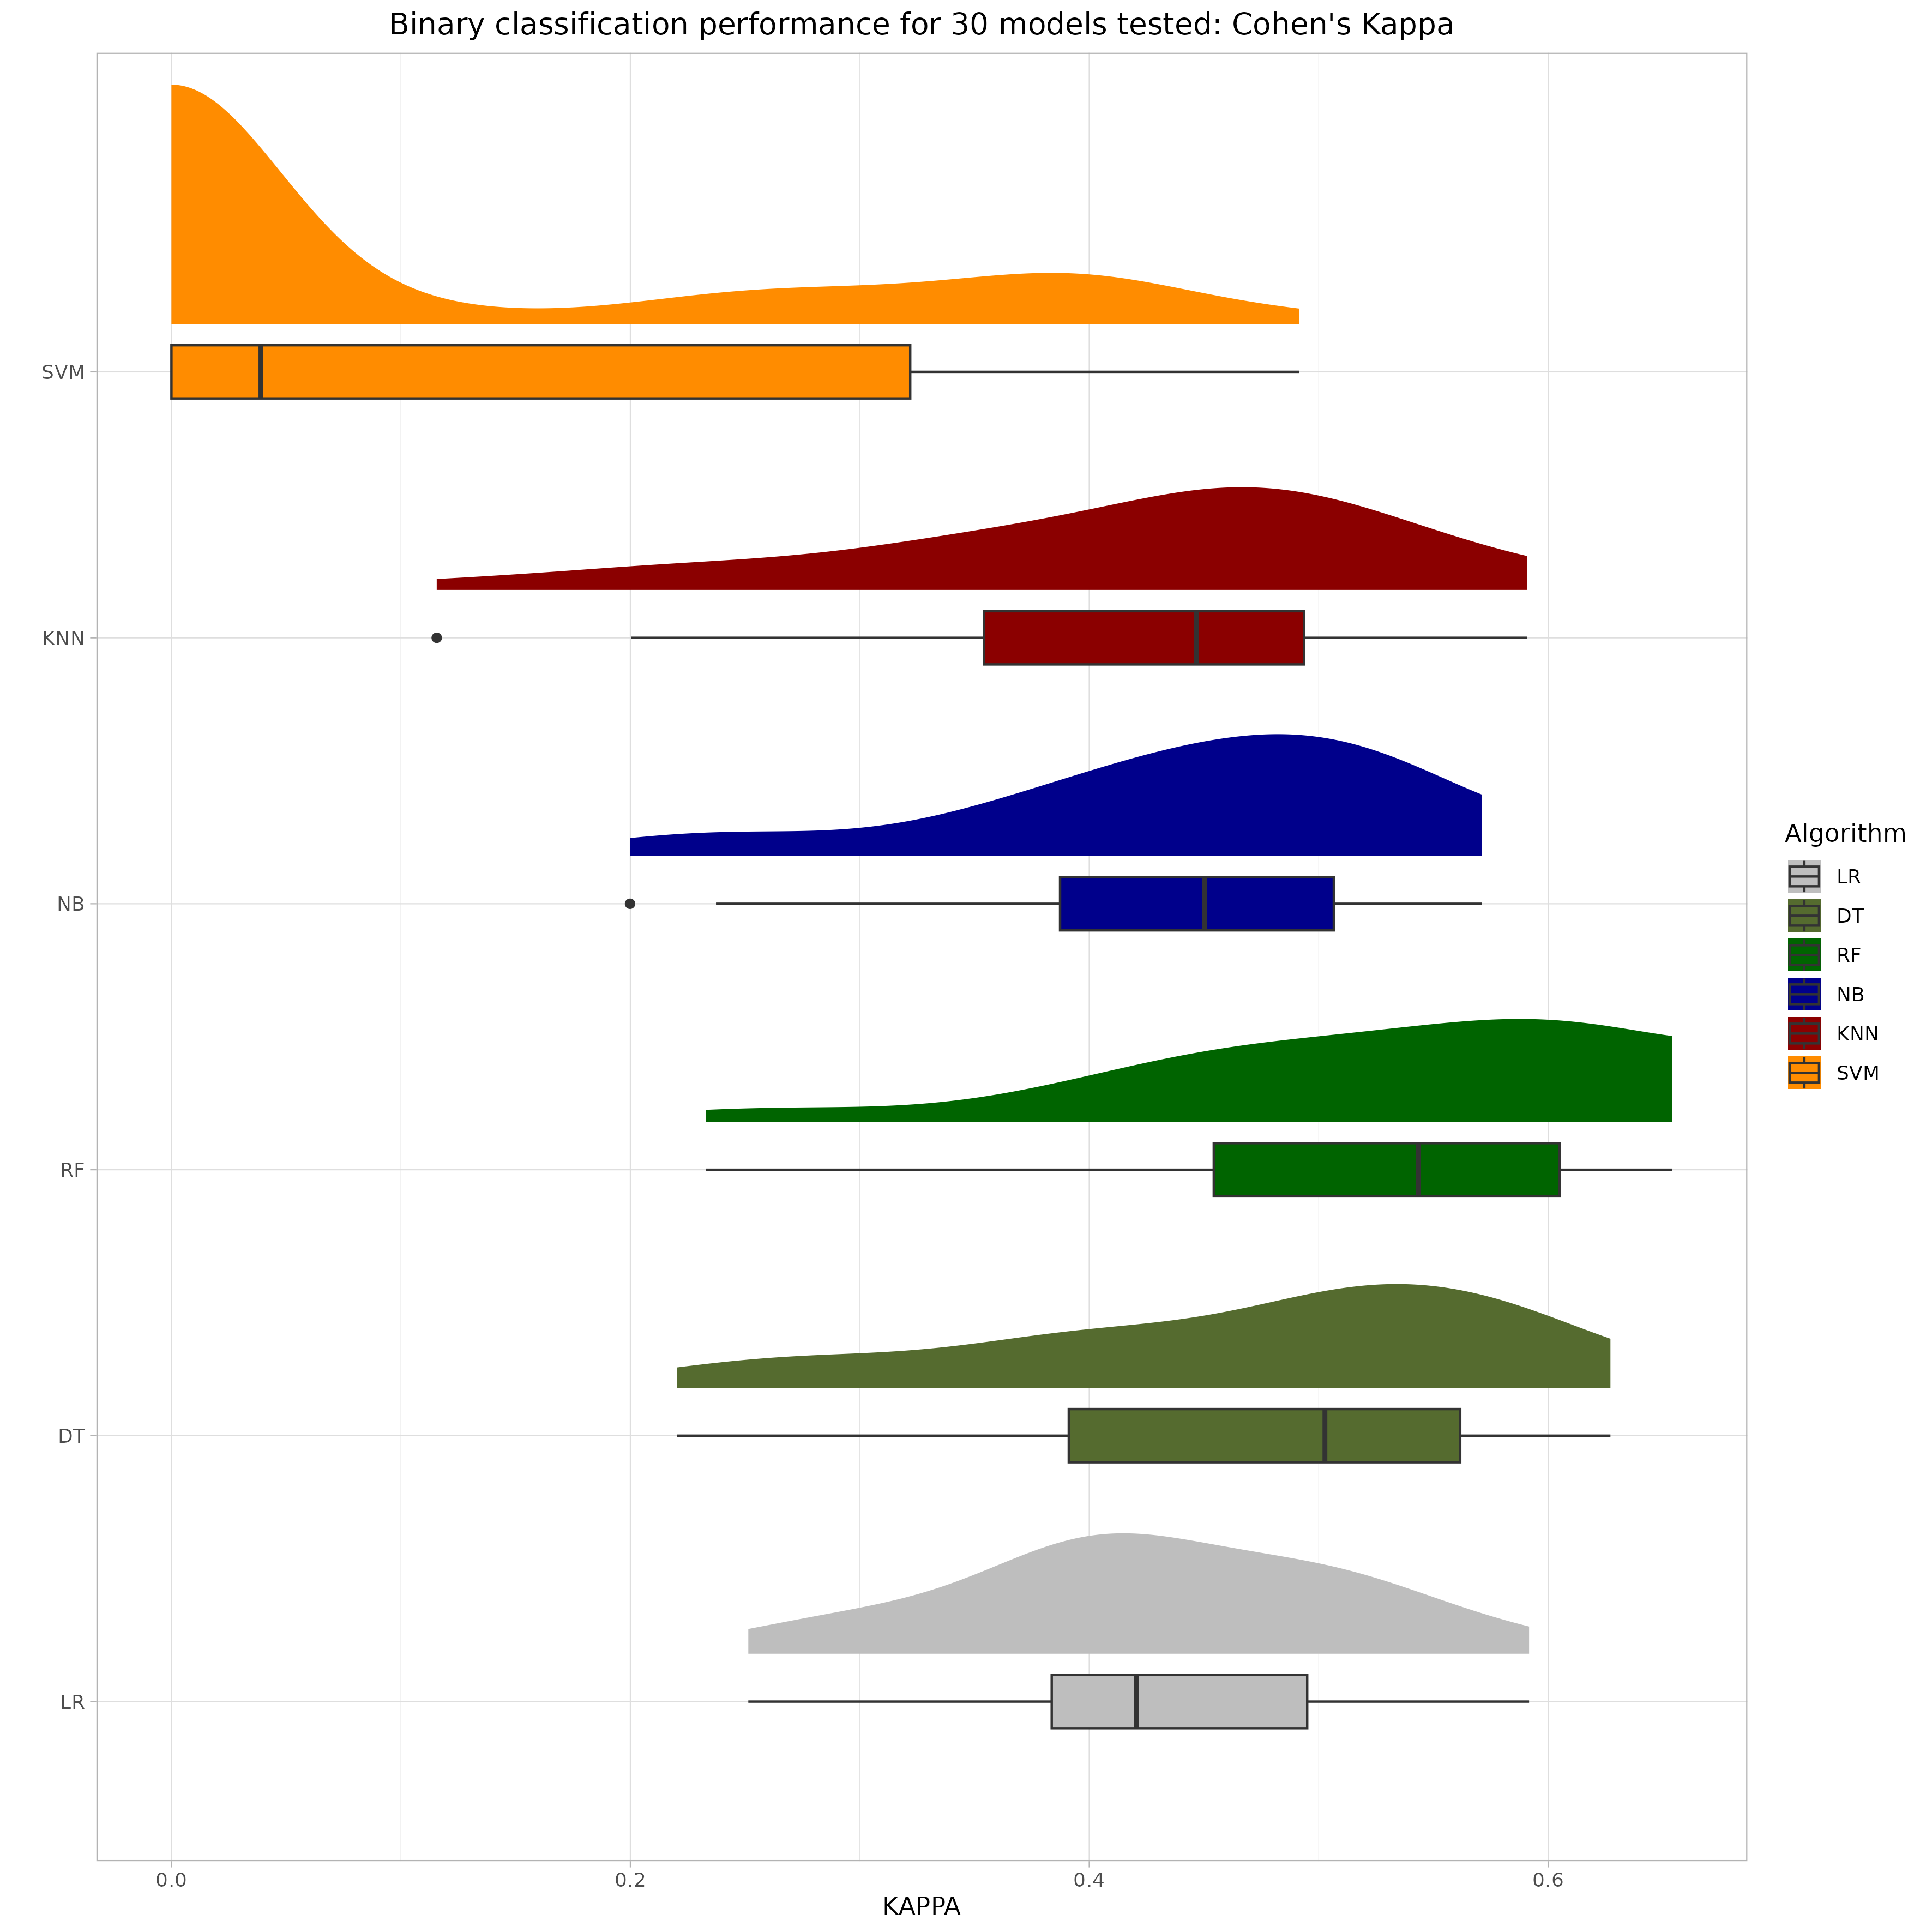 Binary classification performance for 30 models tested: Cohen's Kappa
SVM
KNN
NB
RF
DT
LR
0.0
0.2
0.4
0.6
KAPPA
Algorithm
LR
DT
RF
NB
KNN
SVM